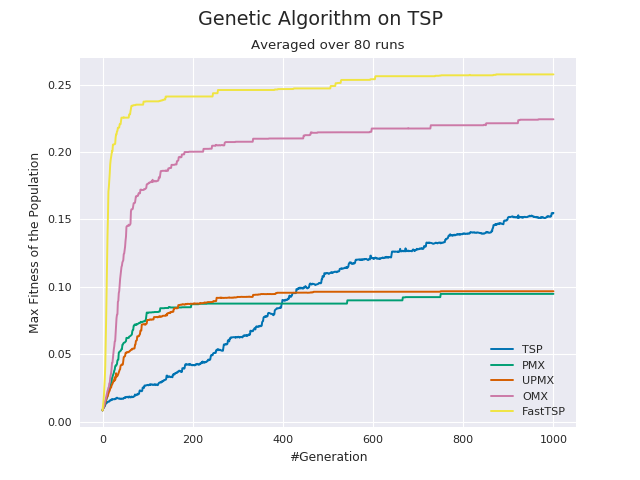 Genetic Algorithm on TSP
Averaged over 80 runs
Max Fitness of the Population
0.25
0.20
0.15
0.10
0.05
0.00
0 200 400 600 800 1000
#Generation
TSP
PMX
UPMX
OMX
FastTSP